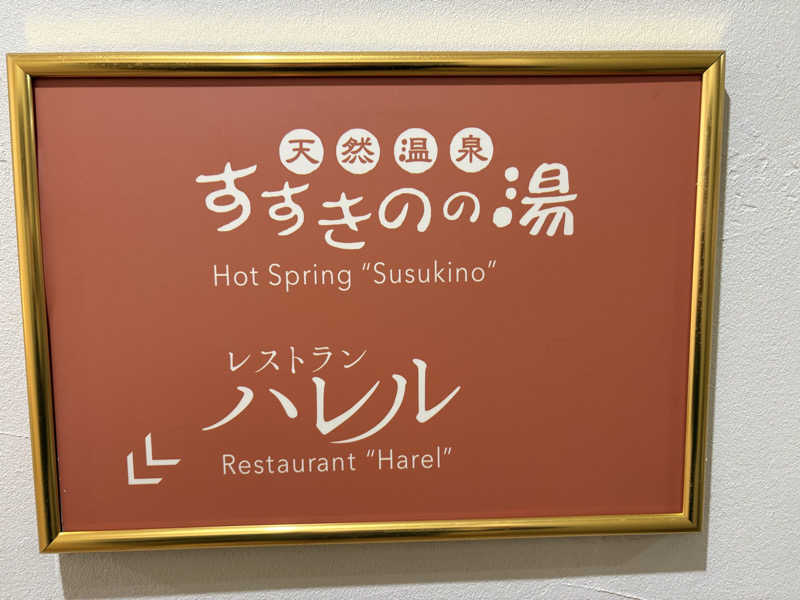 天然温泉
すすきのの湯
Hot Spring “Susukino”
レストラン
ハレル
Restaurant “Harel”